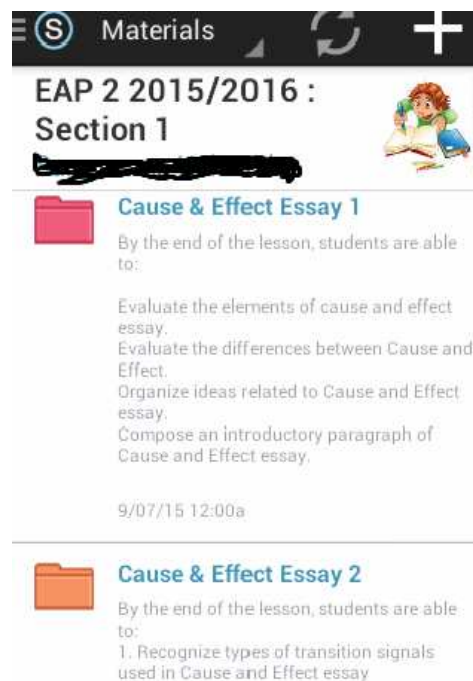 S Materials
EAP 2 2015/2016 :
Section 1
Cause & Effect Essay 1
By the end of the lesson, students are able
to:
Evaluate the elements of cause and effect
essay.
Evaluate the differences between Cause and
Effect.
Organize ideas related to Cause and Effect
essay.
Compose an introductory paragraph of
Cause and Effect essay.
9/07/15 12:00a
Cause & Effect Essay 2
By the end of the lesson, students are able
to:
1. Recognize types of transition signals
used in Cause and Effect essay